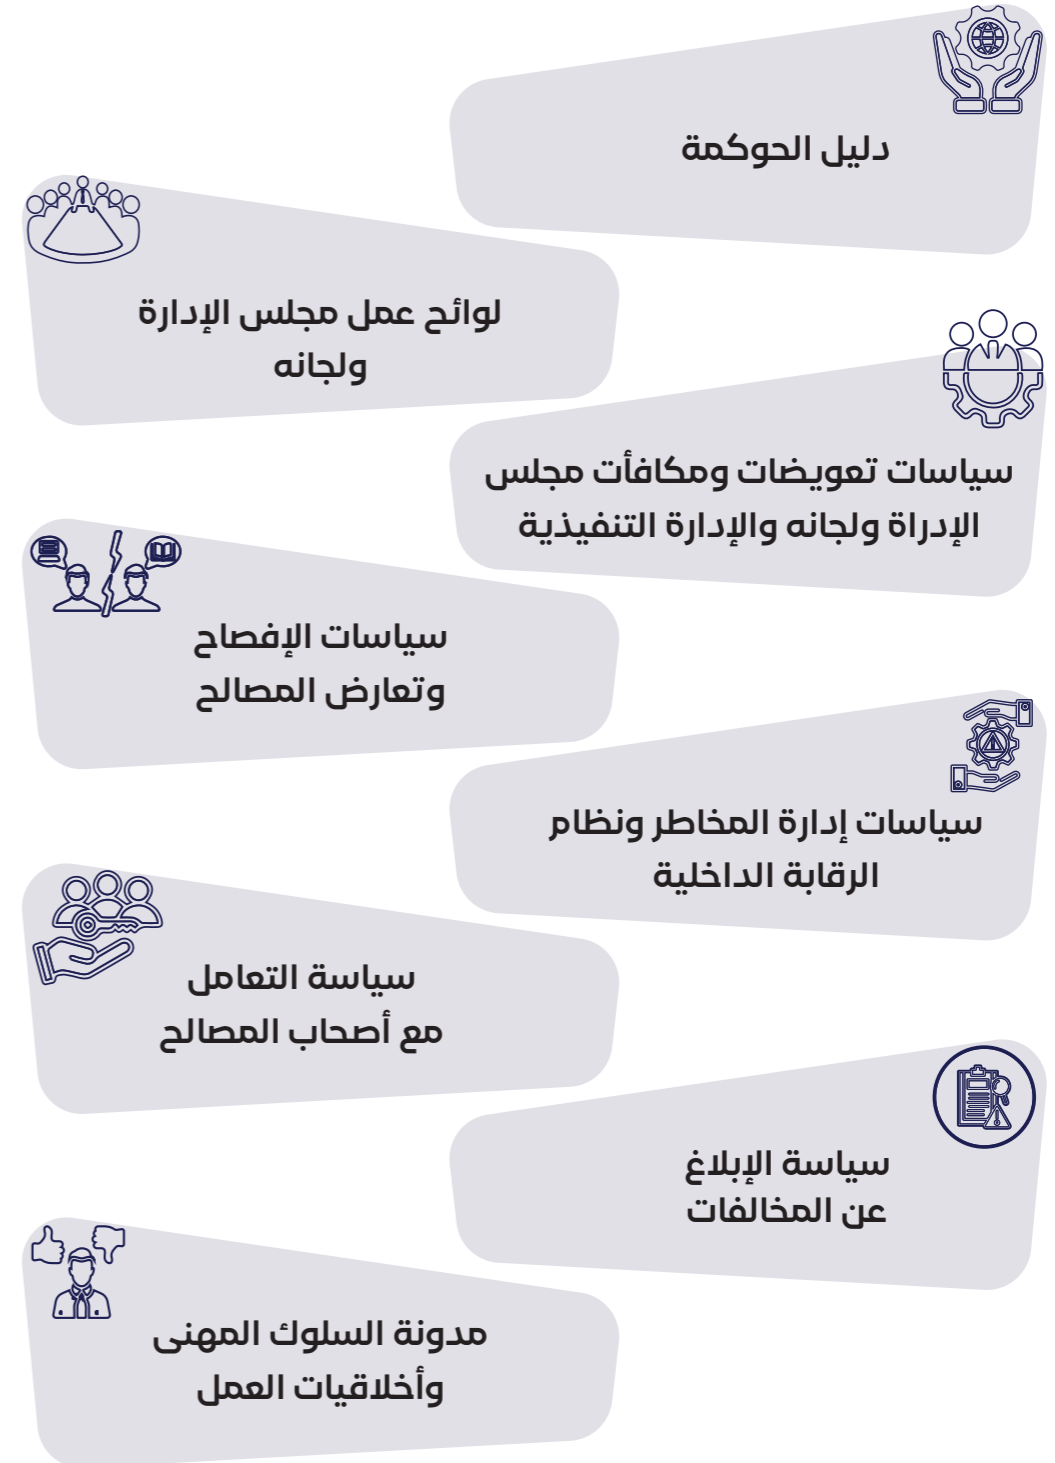 دليل الحوكمة
لوائح عمل مجلس الإدارة
ولجانه
سياسات تعويضات ومكافأت مجلس
الإدراة ولجانه والإدارة التنفيذية
سياسات الإفصاح
وتعارض المصالح
سياسات إدارة المخاطر ونظام
الرقابة الداخلية
سياسة التعامل
مع أصحاب المصالح
سياسة الإبلاغ
عن المخالفات
مدونة السلوك المهنى
وأخلاقيات العمل